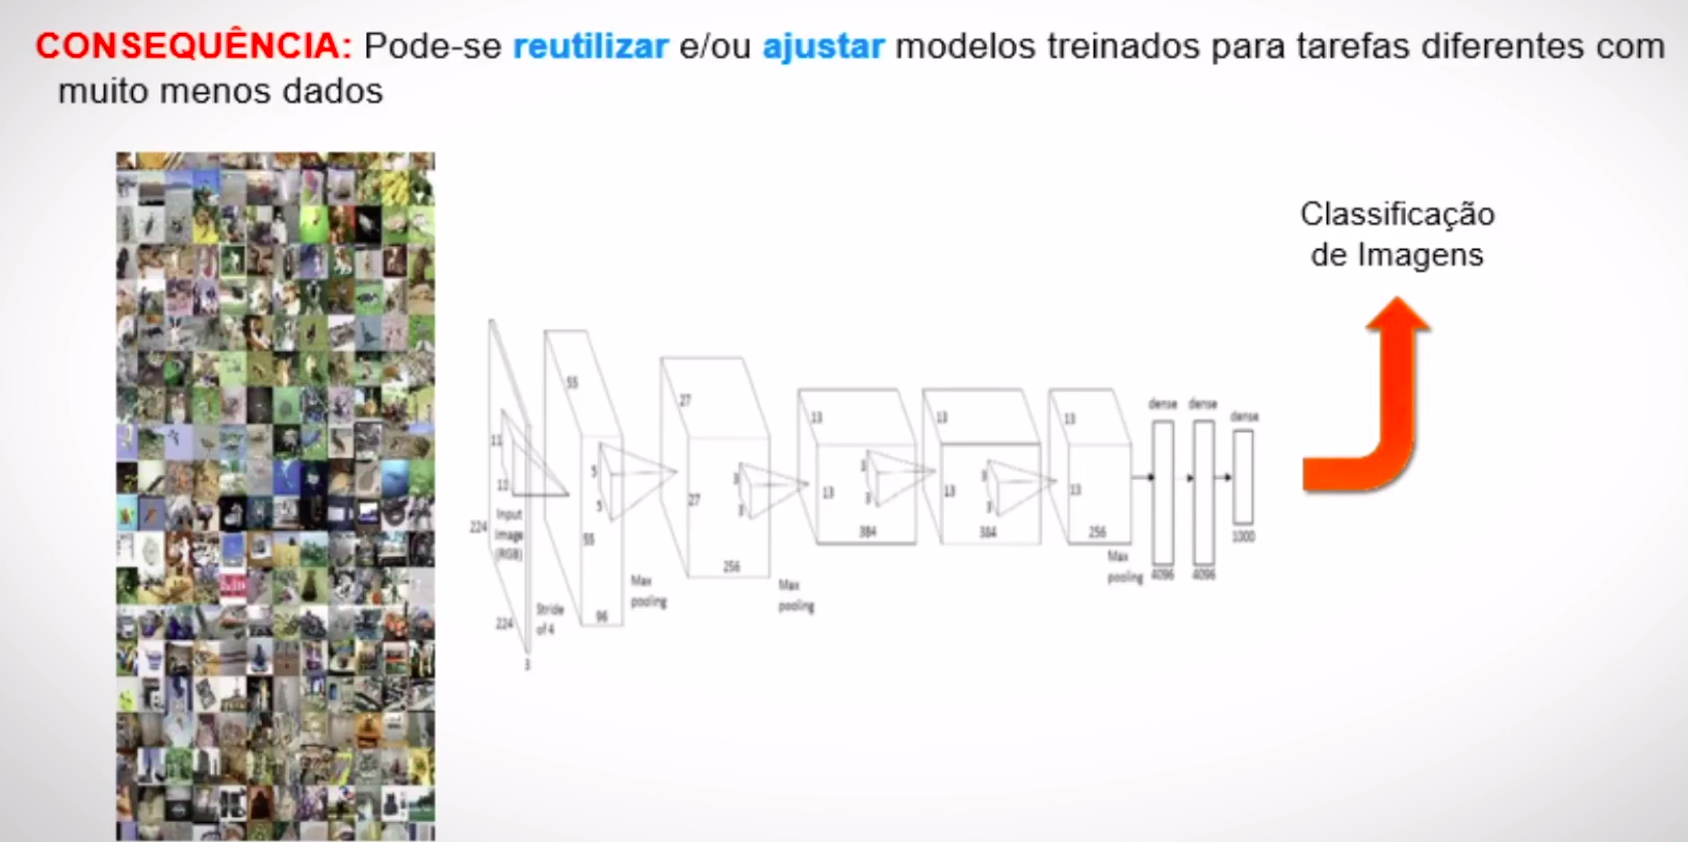 CONSEQUÊNCIA: Pode-se reutilizar e/ou ajustar modelos treinados para tarefas diferentes com
muito menos dados
Classificação
de Imagens
55
27
13
13
13
dense
dense
dense
11
5
3
3
3
12
5
3
3
3
27
13
13
13
224
Input
Image
(RGB)
55
384
384
256
1000
256
Max
pooling
4096
4096
Max
pooling
Max
pooling
Stride
of 4
96
224
3